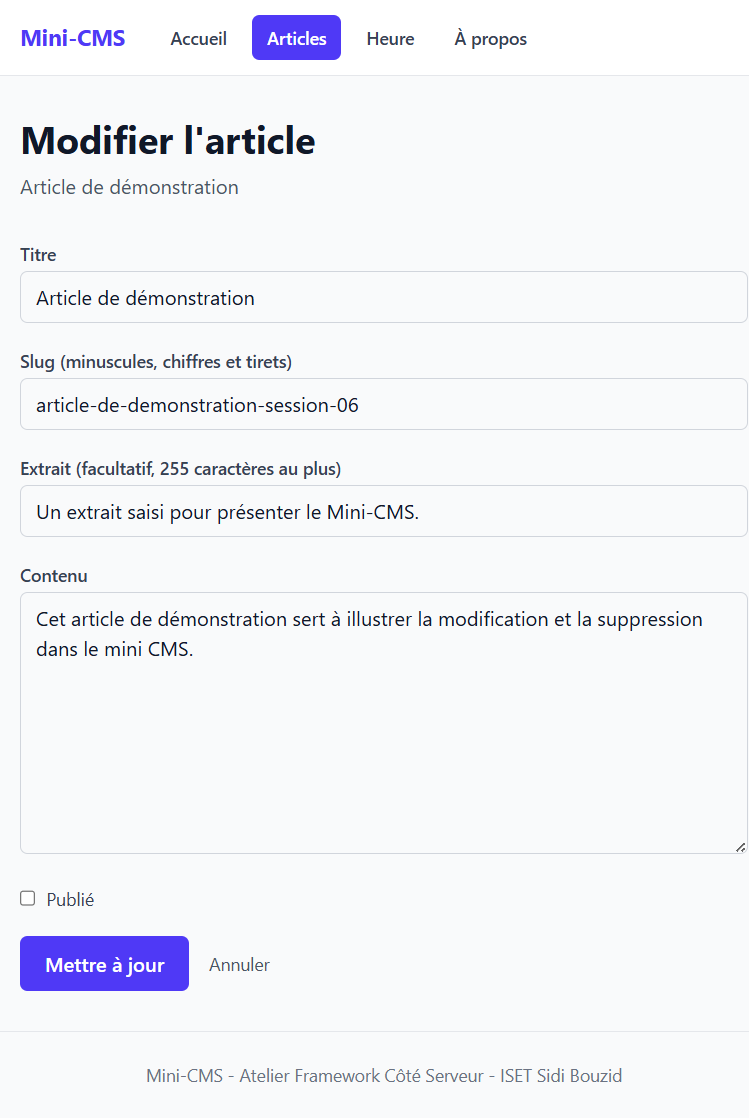 Mini-CMS Accueil Articles Heure À propos
Modifier l'article
Article de démonstration
Titre
Article de démonstration
Slug (minuscules, chiffres et tirets)
article-de-demonstration-session-06
Extrait (facultatif, 255 caractères au plus)
Un extrait saisi pour présenter le Mini-CMS.
Contenu
Cet article de démonstration sert à illustrer la modification et la suppression
dans le mini CMS.
Publié
Mettre à jour Annuler
Mini-CMS - Atelier Framework Côté Serveur - ISET Sidi Bouzid